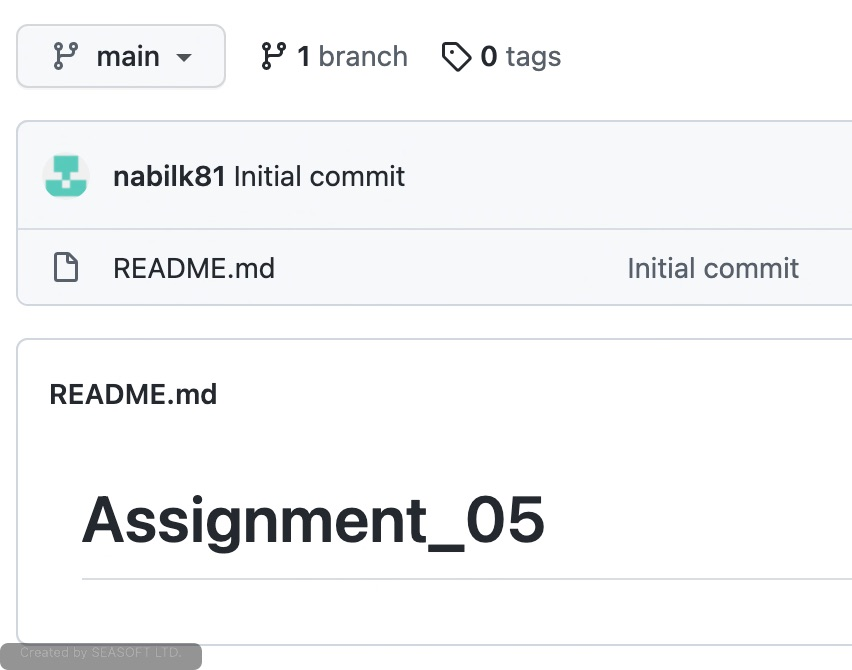 main 1 branch 0 tags
nabilk81 Initial commit
README.md Initial commit
README.md
Assignment_05
Created by SEASOFT LTD.